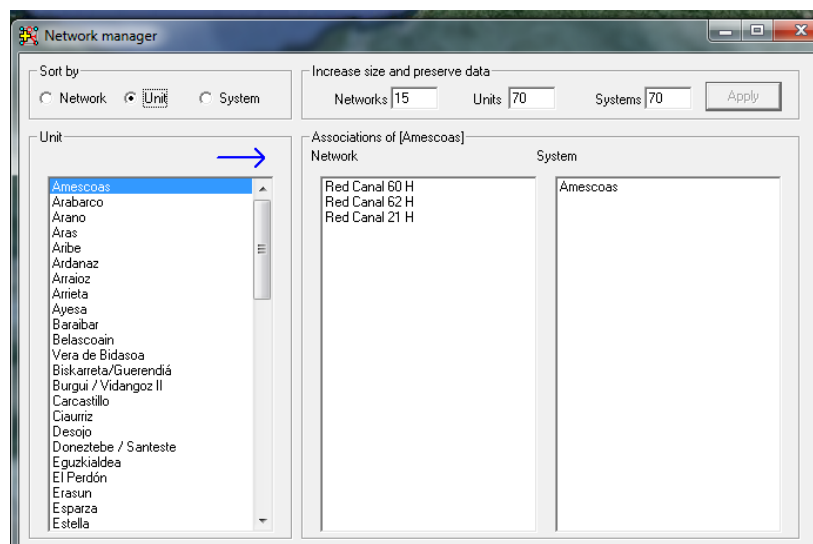 Network manager
Sort by
Network Unit System
Increase size and preserve data
Networks 15 Units 70 Systems 70 Apply
Unit
Amescoas
Arabarco
Arano
Aras
Aribe
Ardanaz
Arraioz
Arrieta
Ayesa
Baraibar
Belascoain
Vera de Bidasoa
Biskarreta/Guerendiá
Burgui / Vidangoz II
Carcastillo
Ciaurriz
Desojo
Doneztebe / Santeste
Eguzkialdea
El Perdón
Erasun
Esparza
Estella
Associations of [Amescoas]
Network System
Red Canal 60 H
Red Canal 62 H
Red Canal 21 H
Amescoas